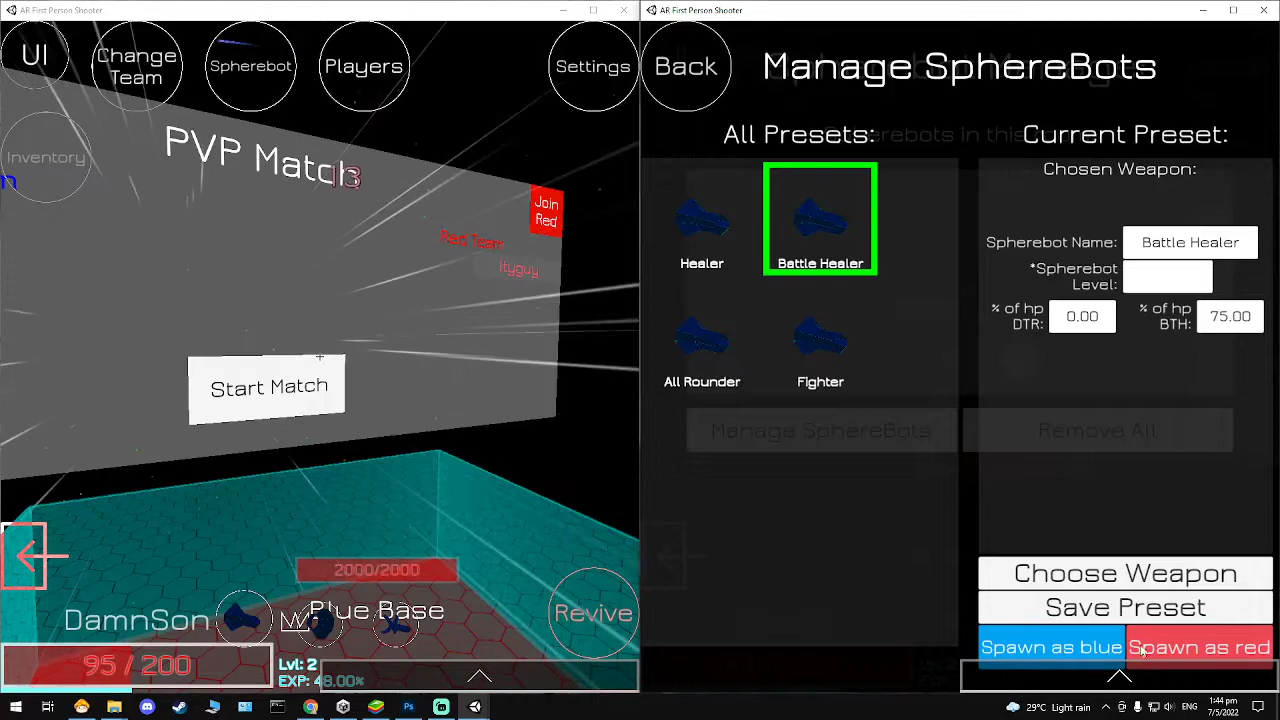 AR First Person Shooter
UI
Change
Team
Spherebot
Players
Settings
Inventory
PVP Match
13
Join
Red
Red Team
ityguy
Start Match
2000/2000
Blue Base
DamnSon
Revive
95 / 200
Lvl: 2
EXP: 48.00%
AR First Person Shooter
Back
Manage SphereBots
All Presets:
Current Preset:
Healer
Battle Healer
All Rounder
Fighter
Chosen Weapon:
Spherebot Name:
Battle Healer
*Spherebot
Level:
% of hp
DTR:
0.00
% of hp
BTH:
75.00
Manage SphereBots
Remove All
Choose Weapon
Save Preset
Spawn as blue
Spawn as red
29°C Light rain
1:44 pm
7/5/2022